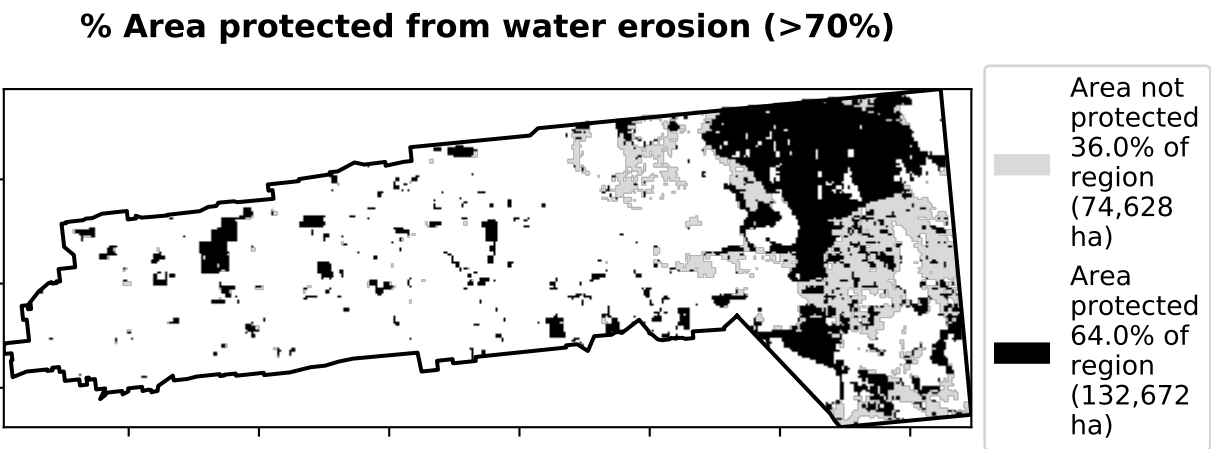 % Area protected from water erosion (>70%)
Area not
protected
36.0% of
region
(74,628
ha)
Area
protected
64.0% of
region
(132,672
ha)